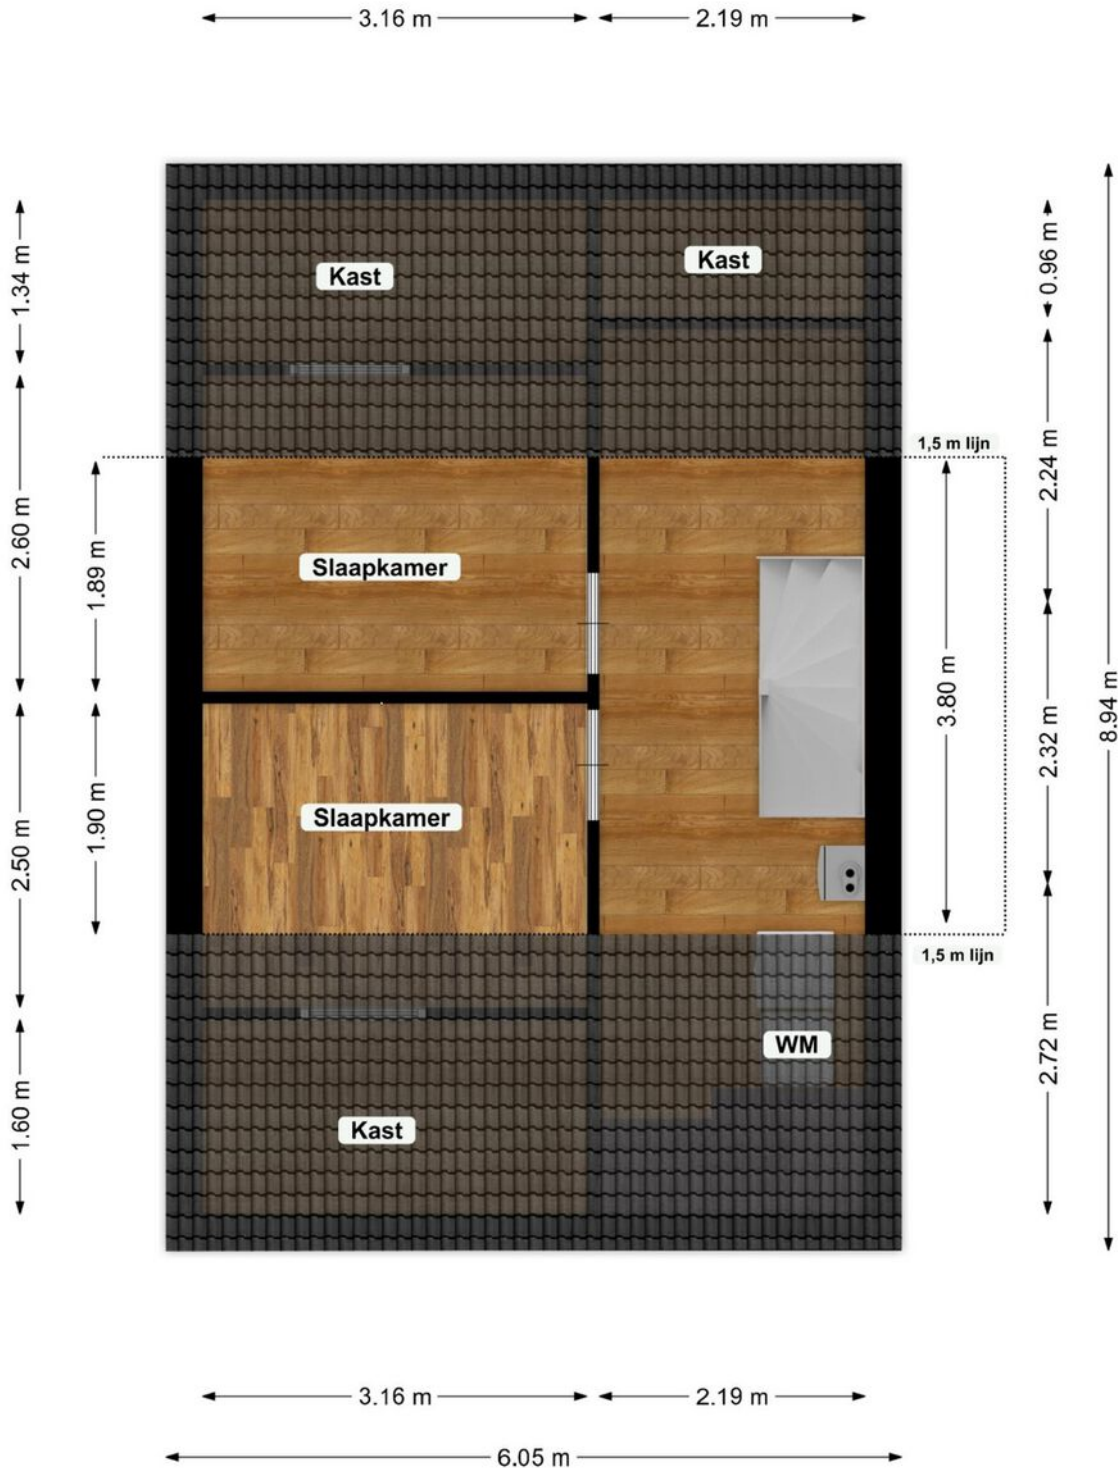 3.16 m
2.19 m
1.34 m
Kast
Kast
0.96 m
1,5 m lijn
2.24 m
2.60 m
1.89 m
Slaapkamer
3.80 m
8.94 m
2.32 m
2.50 m
1.90 m
Slaapkamer
1,5 m lijn
WM
2.72 m
1.60 m
Kast
3.16 m
2.19 m
6.05 m